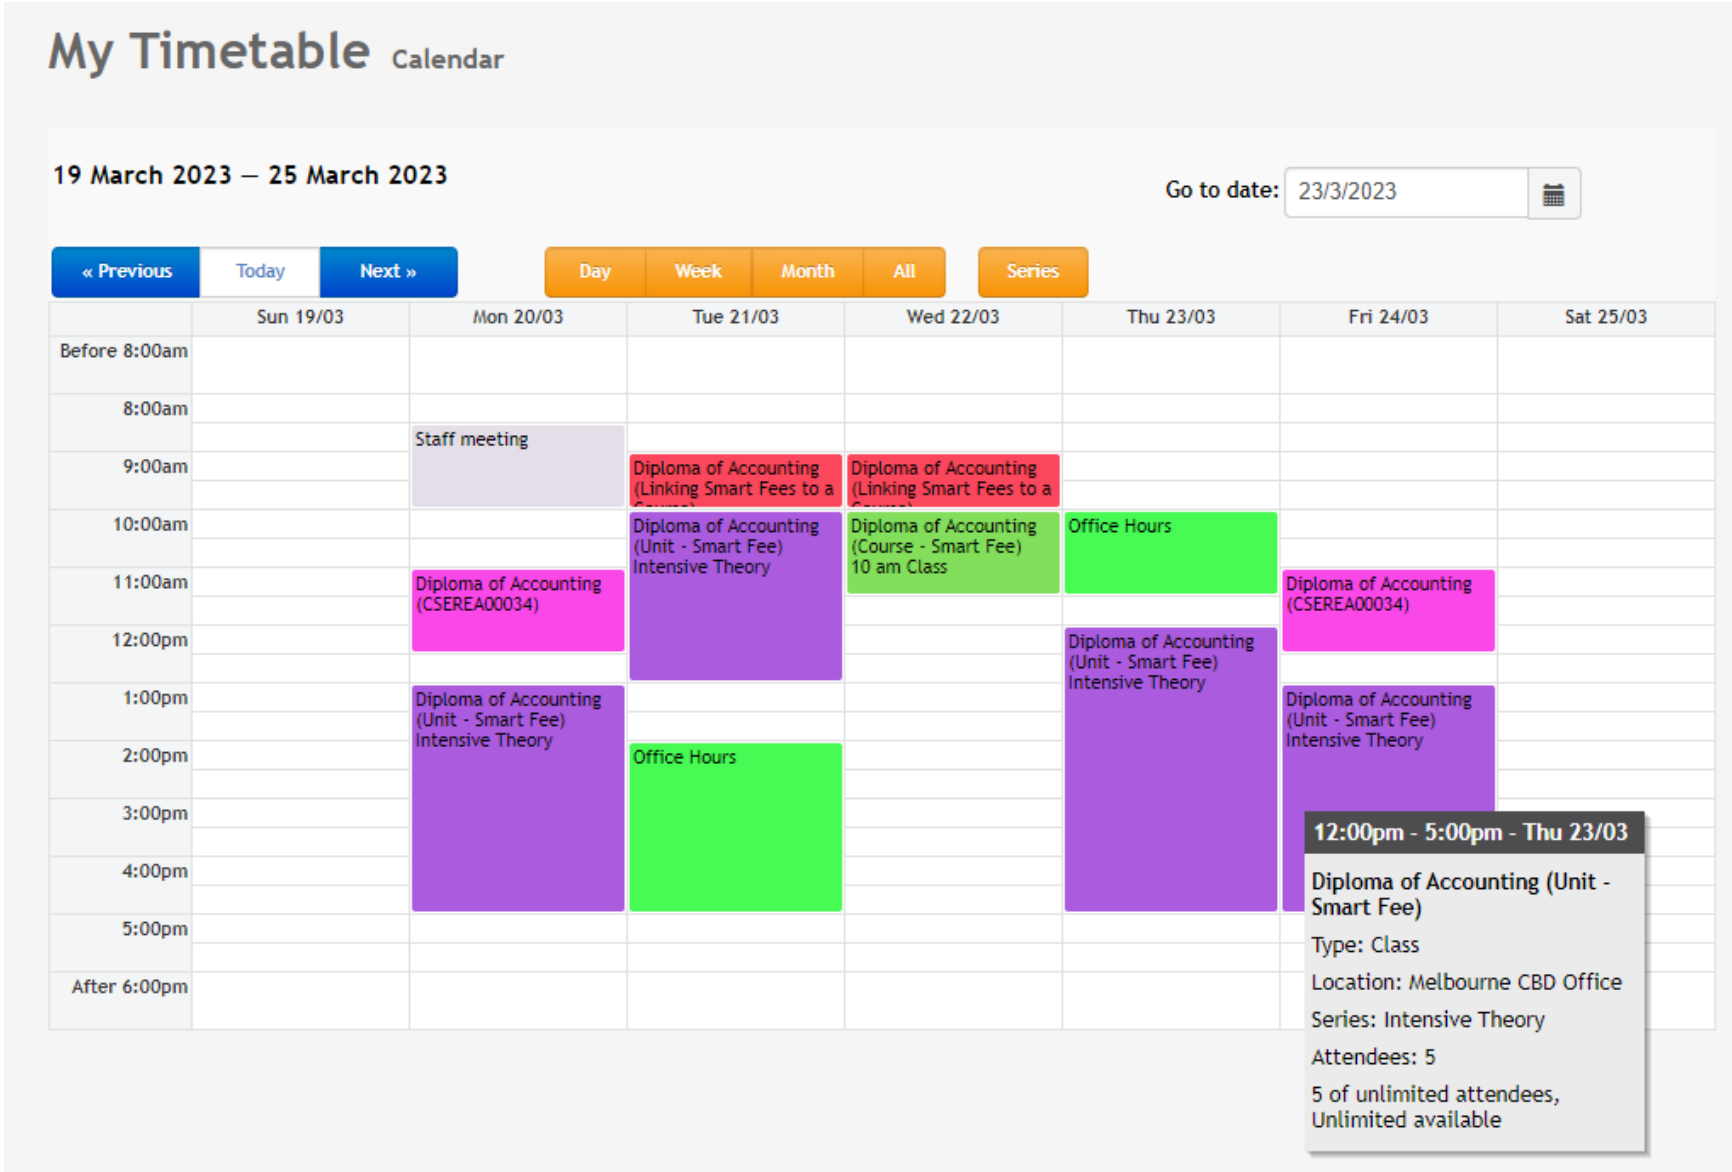 My Timetable Calendar
19 March 2023 — 25 March 2023
Go to date: 23/3/2023
« Previous Today Next » Day Week Month All Series
Sun 19/03 Mon 20/03 Tue 21/03 Wed 22/03 Thu 23/03 Fri 24/03 Sat 25/03
Before 8:00am
8:00am
Staff meeting
9:00am
Diploma of Accounting
(Linking Smart Fees to a
Course)
Diploma of Accounting
(Linking Smart Fees to a
Course)
10:00am
Diploma of Accounting
(Unit - Smart Fee)
Intensive Theory
Diploma of Accounting
(Course - Smart Fee)
10 am Class
Office Hours
11:00am
Diploma of Accounting
(CSEREA00034)
Diploma of Accounting
(CSEREA00034)
12:00pm
Diploma of Accounting
(Unit - Smart Fee)
Intensive Theory
1:00pm
Diploma of Accounting
(Unit - Smart Fee)
Intensive Theory
Diploma of Accounting
(Unit - Smart Fee)
Intensive Theory
2:00pm
Office Hours
3:00pm
4:00pm
5:00pm
After 6:00pm
12:00pm - 5:00pm - Thu 23/03
Diploma of Accounting (Unit -
Smart Fee)
Type: Class
Location: Melbourne CBD Office
Series: Intensive Theory
Attendees: 5
5 of unlimited attendees,
Unlimited available